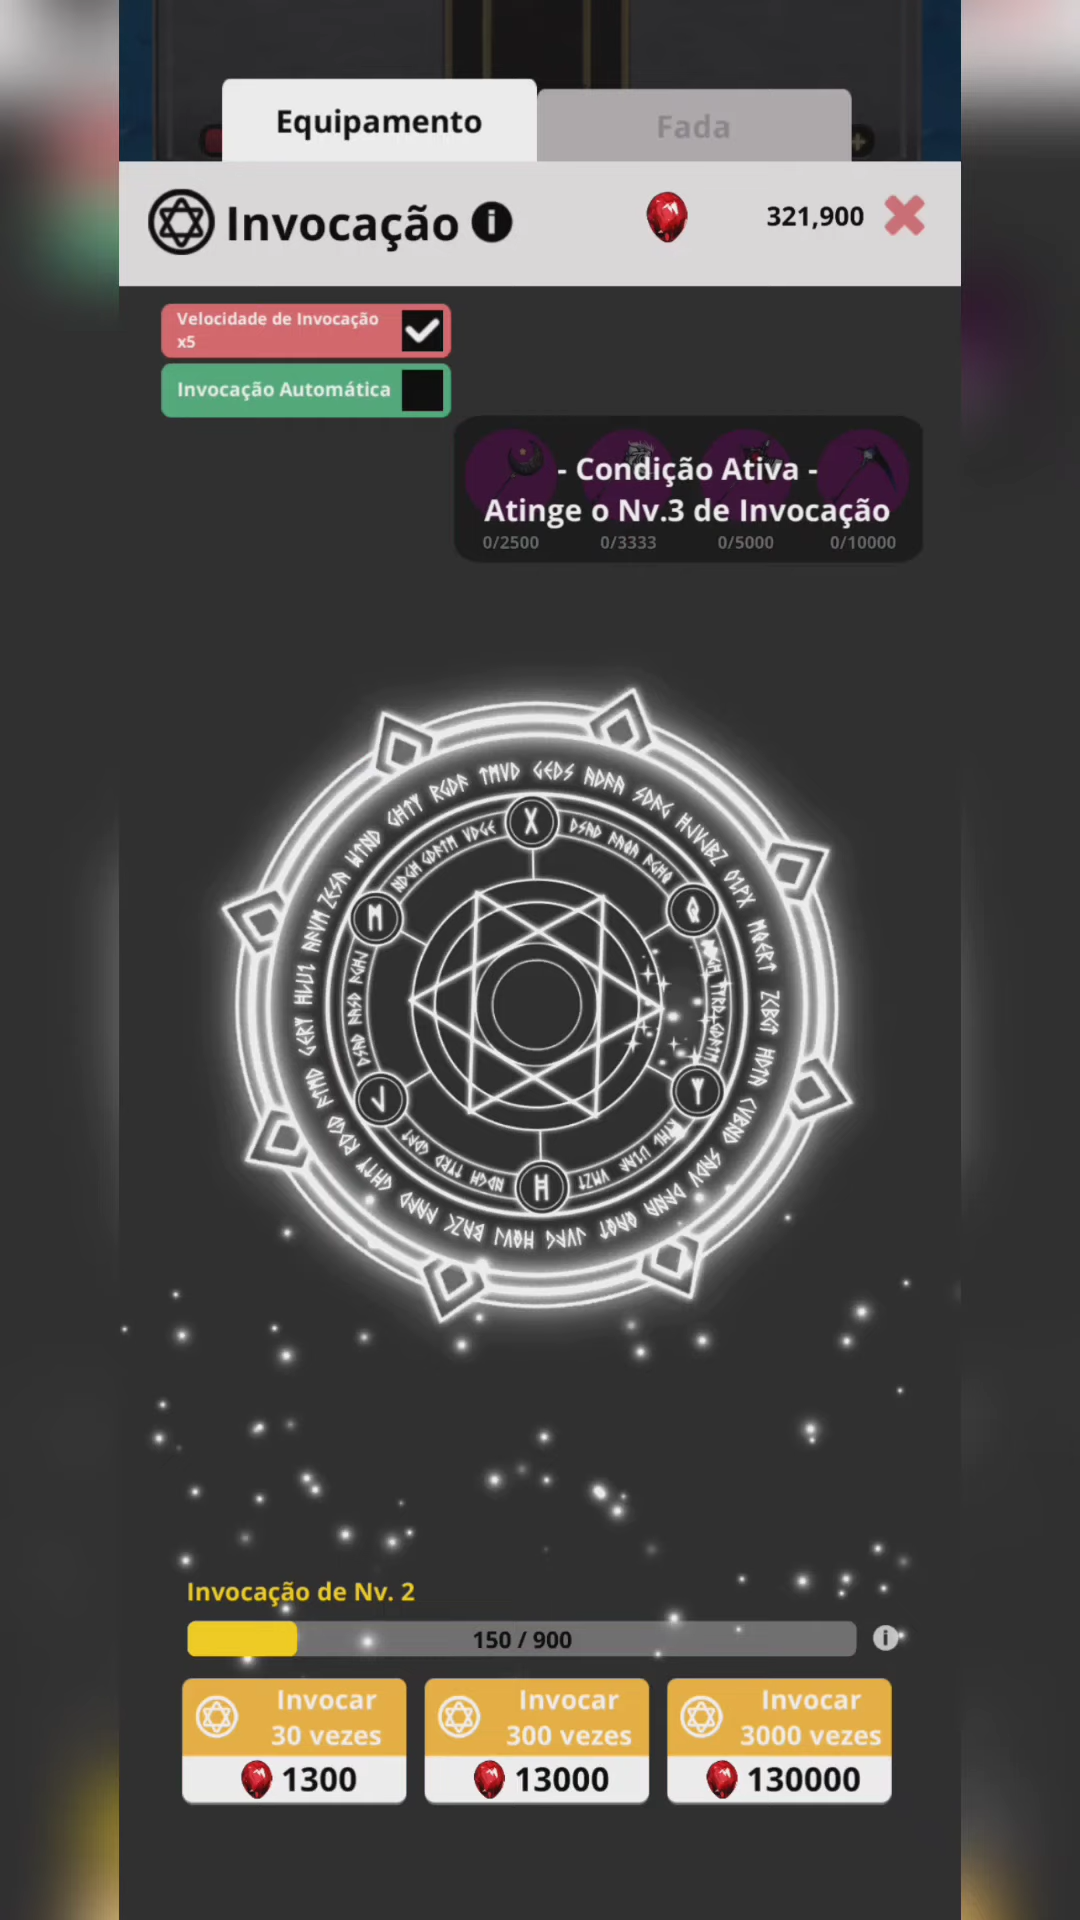 Equipamento
Fada
Invocação
321,900
Velocidade de Invocação
x5
Invocação Automática
- Condição Ativa -
Atinge o Nv.3 de Invocação
0/2500 0/3333 0/5000 0/10000
Invocação de Nv. 2
150 / 900
Invocar
30 vezes
1300
Invocar
300 vezes
13000
Invocar
3000 vezes
130000